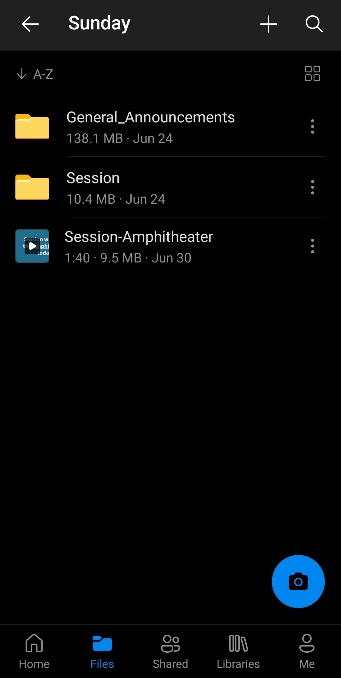 Sunday
A-Z
General_Announcements
138.1 MB · Jun 24
Session
10.4 MB · Jun 24
Session-Amphitheater
1:40 · 9.5 MB · Jun 30
Home
Files
Shared
Libraries
Me